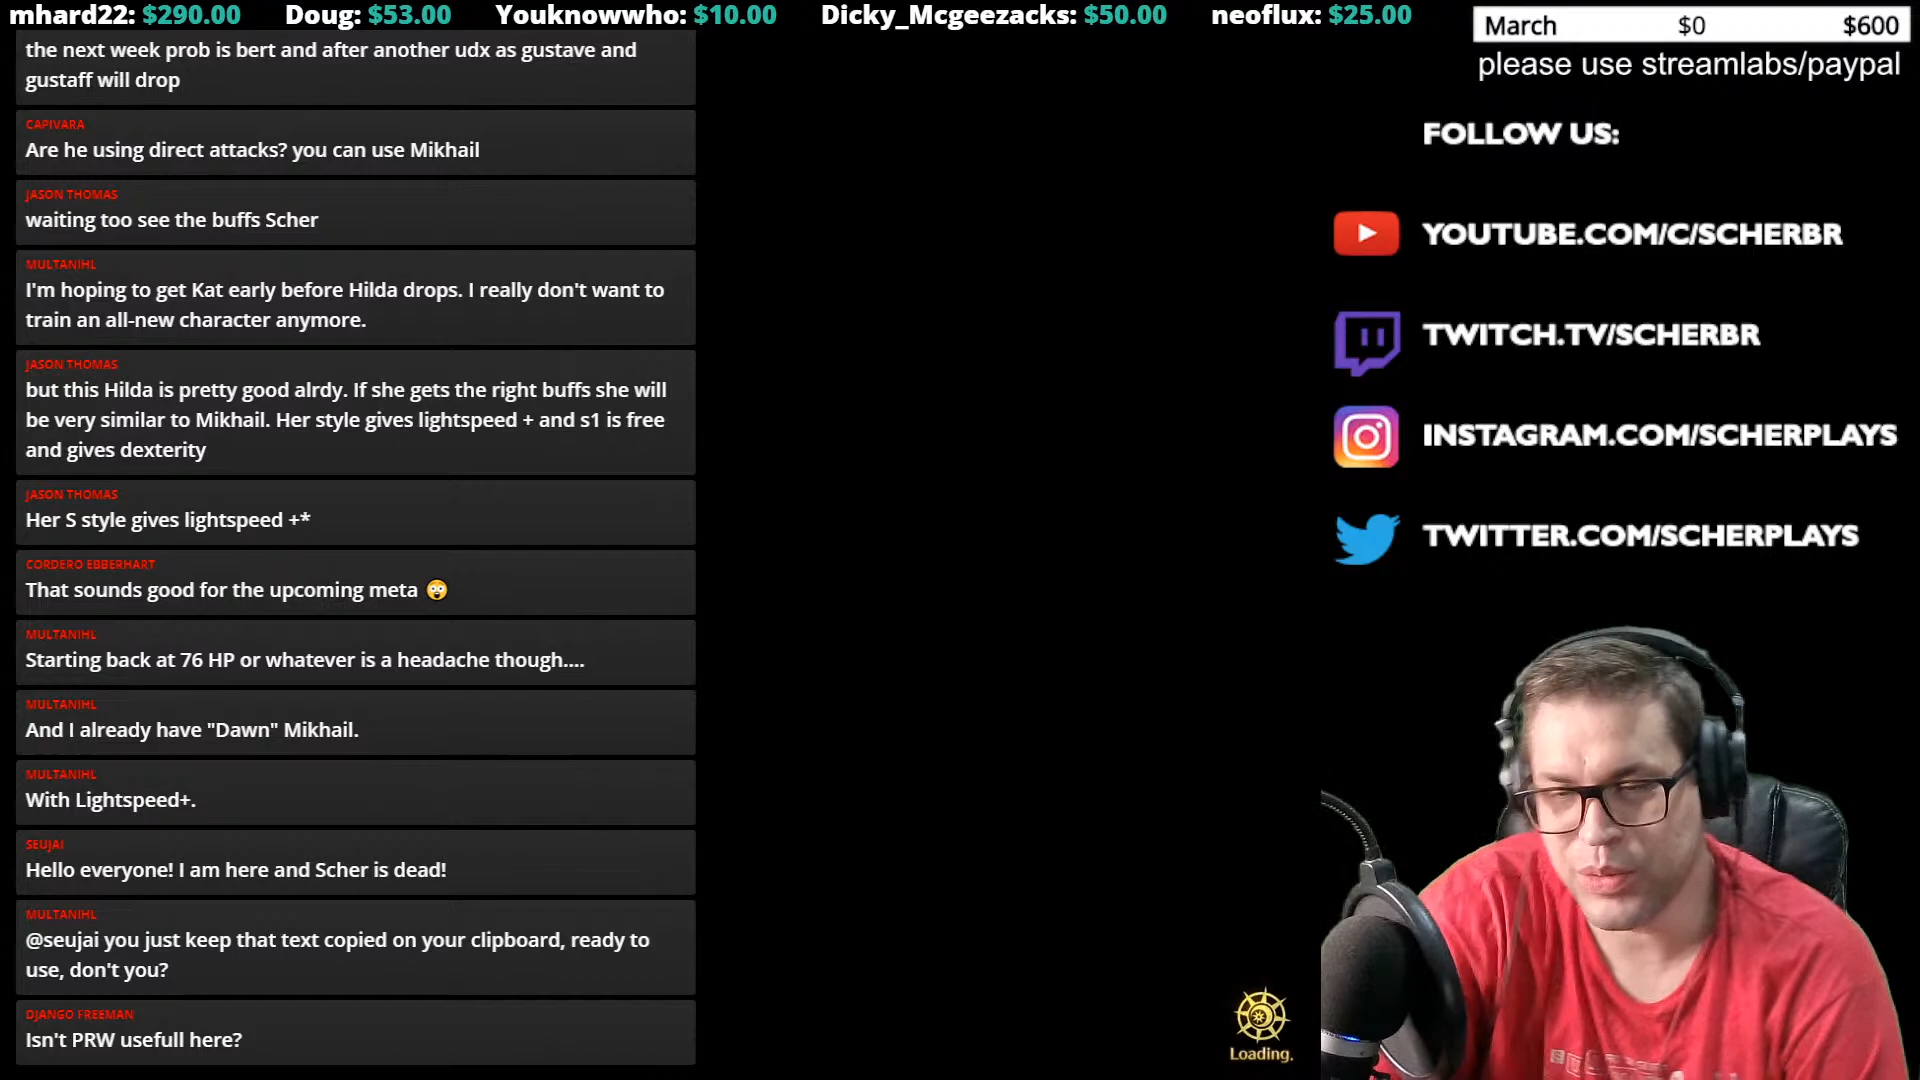 mhard22: $290.00 Doug: $53.00 Youknowwho: $10.00 Dicky_Mcgeezacks: $50.00 neoflux: $25.00
March $0 $600
please use streamlabs/paypal
the next week prob is bert and after another udx as gustave and
gustaff will drop
CAPIVARA
Are he using direct attacks? you can use Mikhail
JASON THOMAS
waiting too see the buffs Scher
MULTANIHL
I'm hoping to get Kat early before Hilda drops. I really don't want to
train an all-new character anymore.
JASON THOMAS
but this Hilda is pretty good alrdy. If she gets the right buffs she will
be very similar to Mikhail. Her style gives lightspeed + and s1 is free
and gives dexterity
JASON THOMAS
Her S style gives lightspeed +*
CORDERO EBBERHART
That sounds good for the upcoming meta 😳
MULTANIHL
Starting back at 76 HP or whatever is a headache though....
MULTANIHL
And I already have "Dawn" Mikhail.
MULTANIHL
With Lightspeed+.
SEUJAI
Hello everyone! I am here and Scher is dead!
MULTANIHL
@seujai you just keep that text copied on your clipboard, ready to
use, don't you?
DJANGO FREEMAN
Isn't PRW usefull here?
FOLLOW US:
YOUTUBE.COM/C/SCHERBR
TWITCH.TV/SCHERBR
INSTAGRAM.COM/SCHERPLAYS
TWITTER.COM/SCHERPLAYS
Loading.